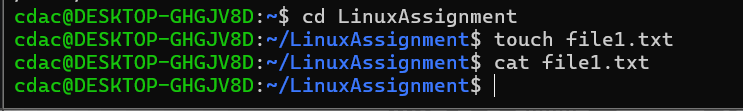 cdac@DESKTOP-GHGJV8D:~$ cd LinuxAssignment
cdac@DESKTOP-GHGJV8D:~/LinuxAssignment$ touch file1.txt
cdac@DESKTOP-GHGJV8D:~/LinuxAssignment$ cat file1.txt
cdac@DESKTOP-GHGJV8D:~/LinuxAssignment$